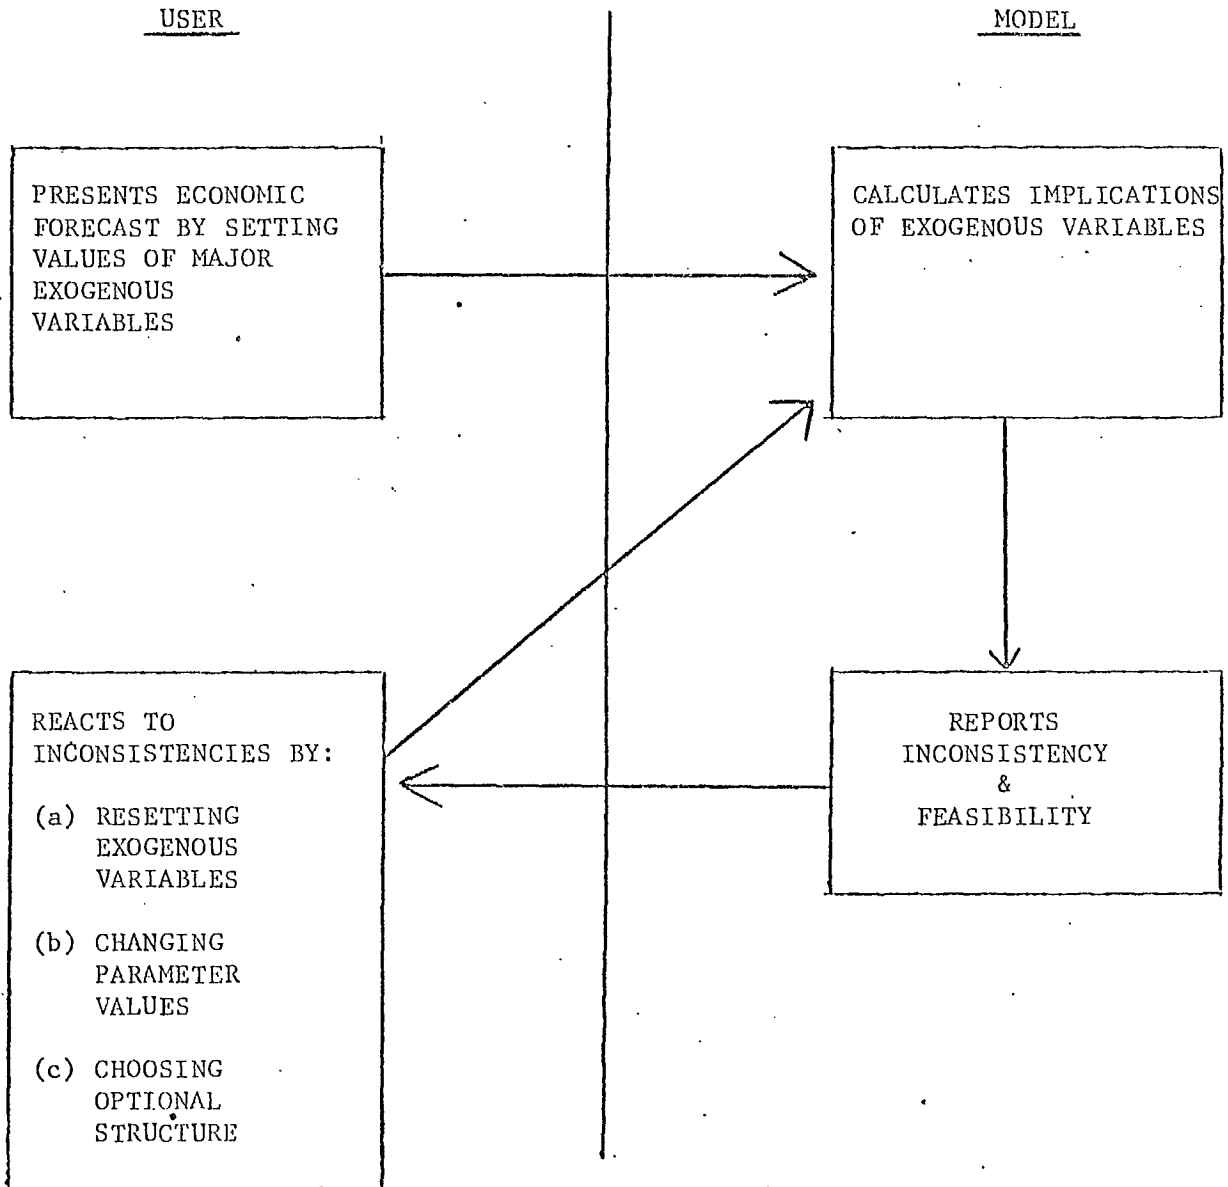 USER
MODEL
PRESENTS ECONOMIC
FORECAST BY SETTING
VALUES OF MAJOR
EXOGENOUS
VARIABLES
CALCULATES IMPLICATIONS
OF EXOGENOUS VARIABLES
REACTS TO
INCONSISTENCIES BY:
(a) RESETTING
EXOGENOUS
VARIABLES
(b) CHANGING
PARAMETER
VALUES
(c) CHOOSING
OPTIONAL
STRUCTURE
REPORTS
INCONSISTENCY
&
FEASIBILITY